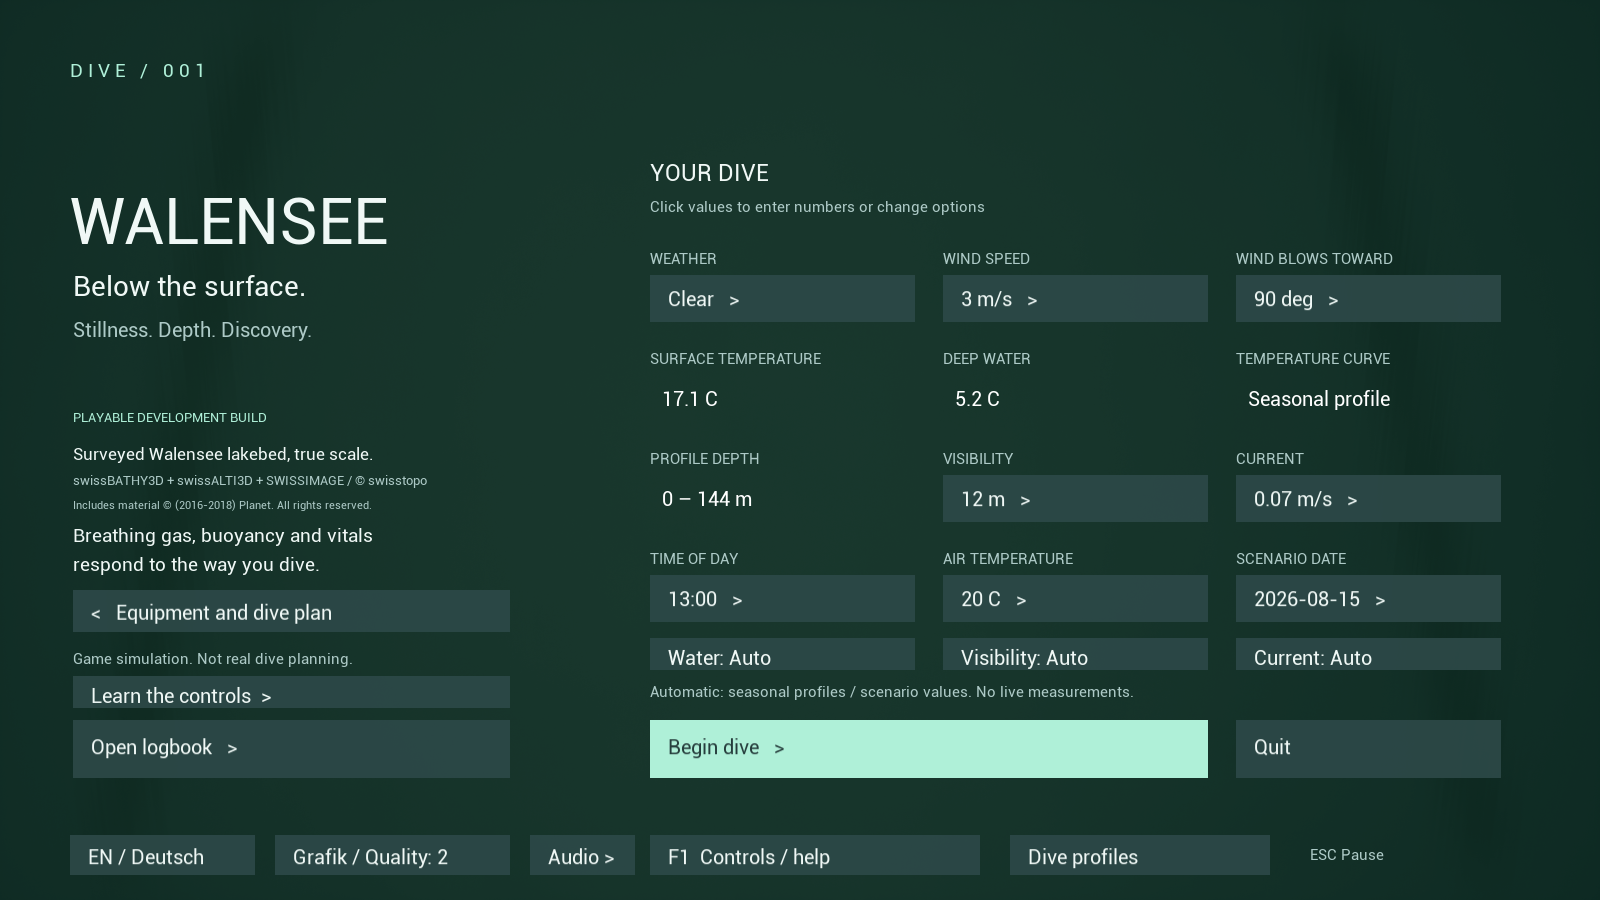 DIVE / 001
WALENSEE
Below the surface.
Stillness. Depth. Discovery.
PLAYABLE DEVELOPMENT BUILD
Surveyed Walensee lakebed, true scale.
swissBATHY3D + swissALTI3D + SWISSIMAGE / © swisstopo
Includes material © (2016-2018) Planet. All rights reserved.
Breathing gas, buoyancy and vitals
respond to the way you dive.
< Equipment and dive plan
Game simulation. Not real dive planning.
Learn the controls >
Open logbook >
YOUR DIVE
Click values to enter numbers or change options
WEATHER WIND SPEED WIND BLOWS TOWARD
Clear > 3 m/s > 90 deg >
SURFACE TEMPERATURE DEEP WATER TEMPERATURE CURVE
17.1 C 5.2 C Seasonal profile
PROFILE DEPTH VISIBILITY CURRENT
0 – 144 m 12 m > 0.07 m/s >
TIME OF DAY AIR TEMPERATURE SCENARIO DATE
13:00 > 20 C > 2026-08-15 >
Water: Auto Visibility: Auto Current: Auto
Automatic: seasonal profiles / scenario values. No live measurements.
Begin dive > Quit
EN / Deutsch Grafik / Quality: 2 Audio > F1 Controls / help Dive profiles ESC Pause